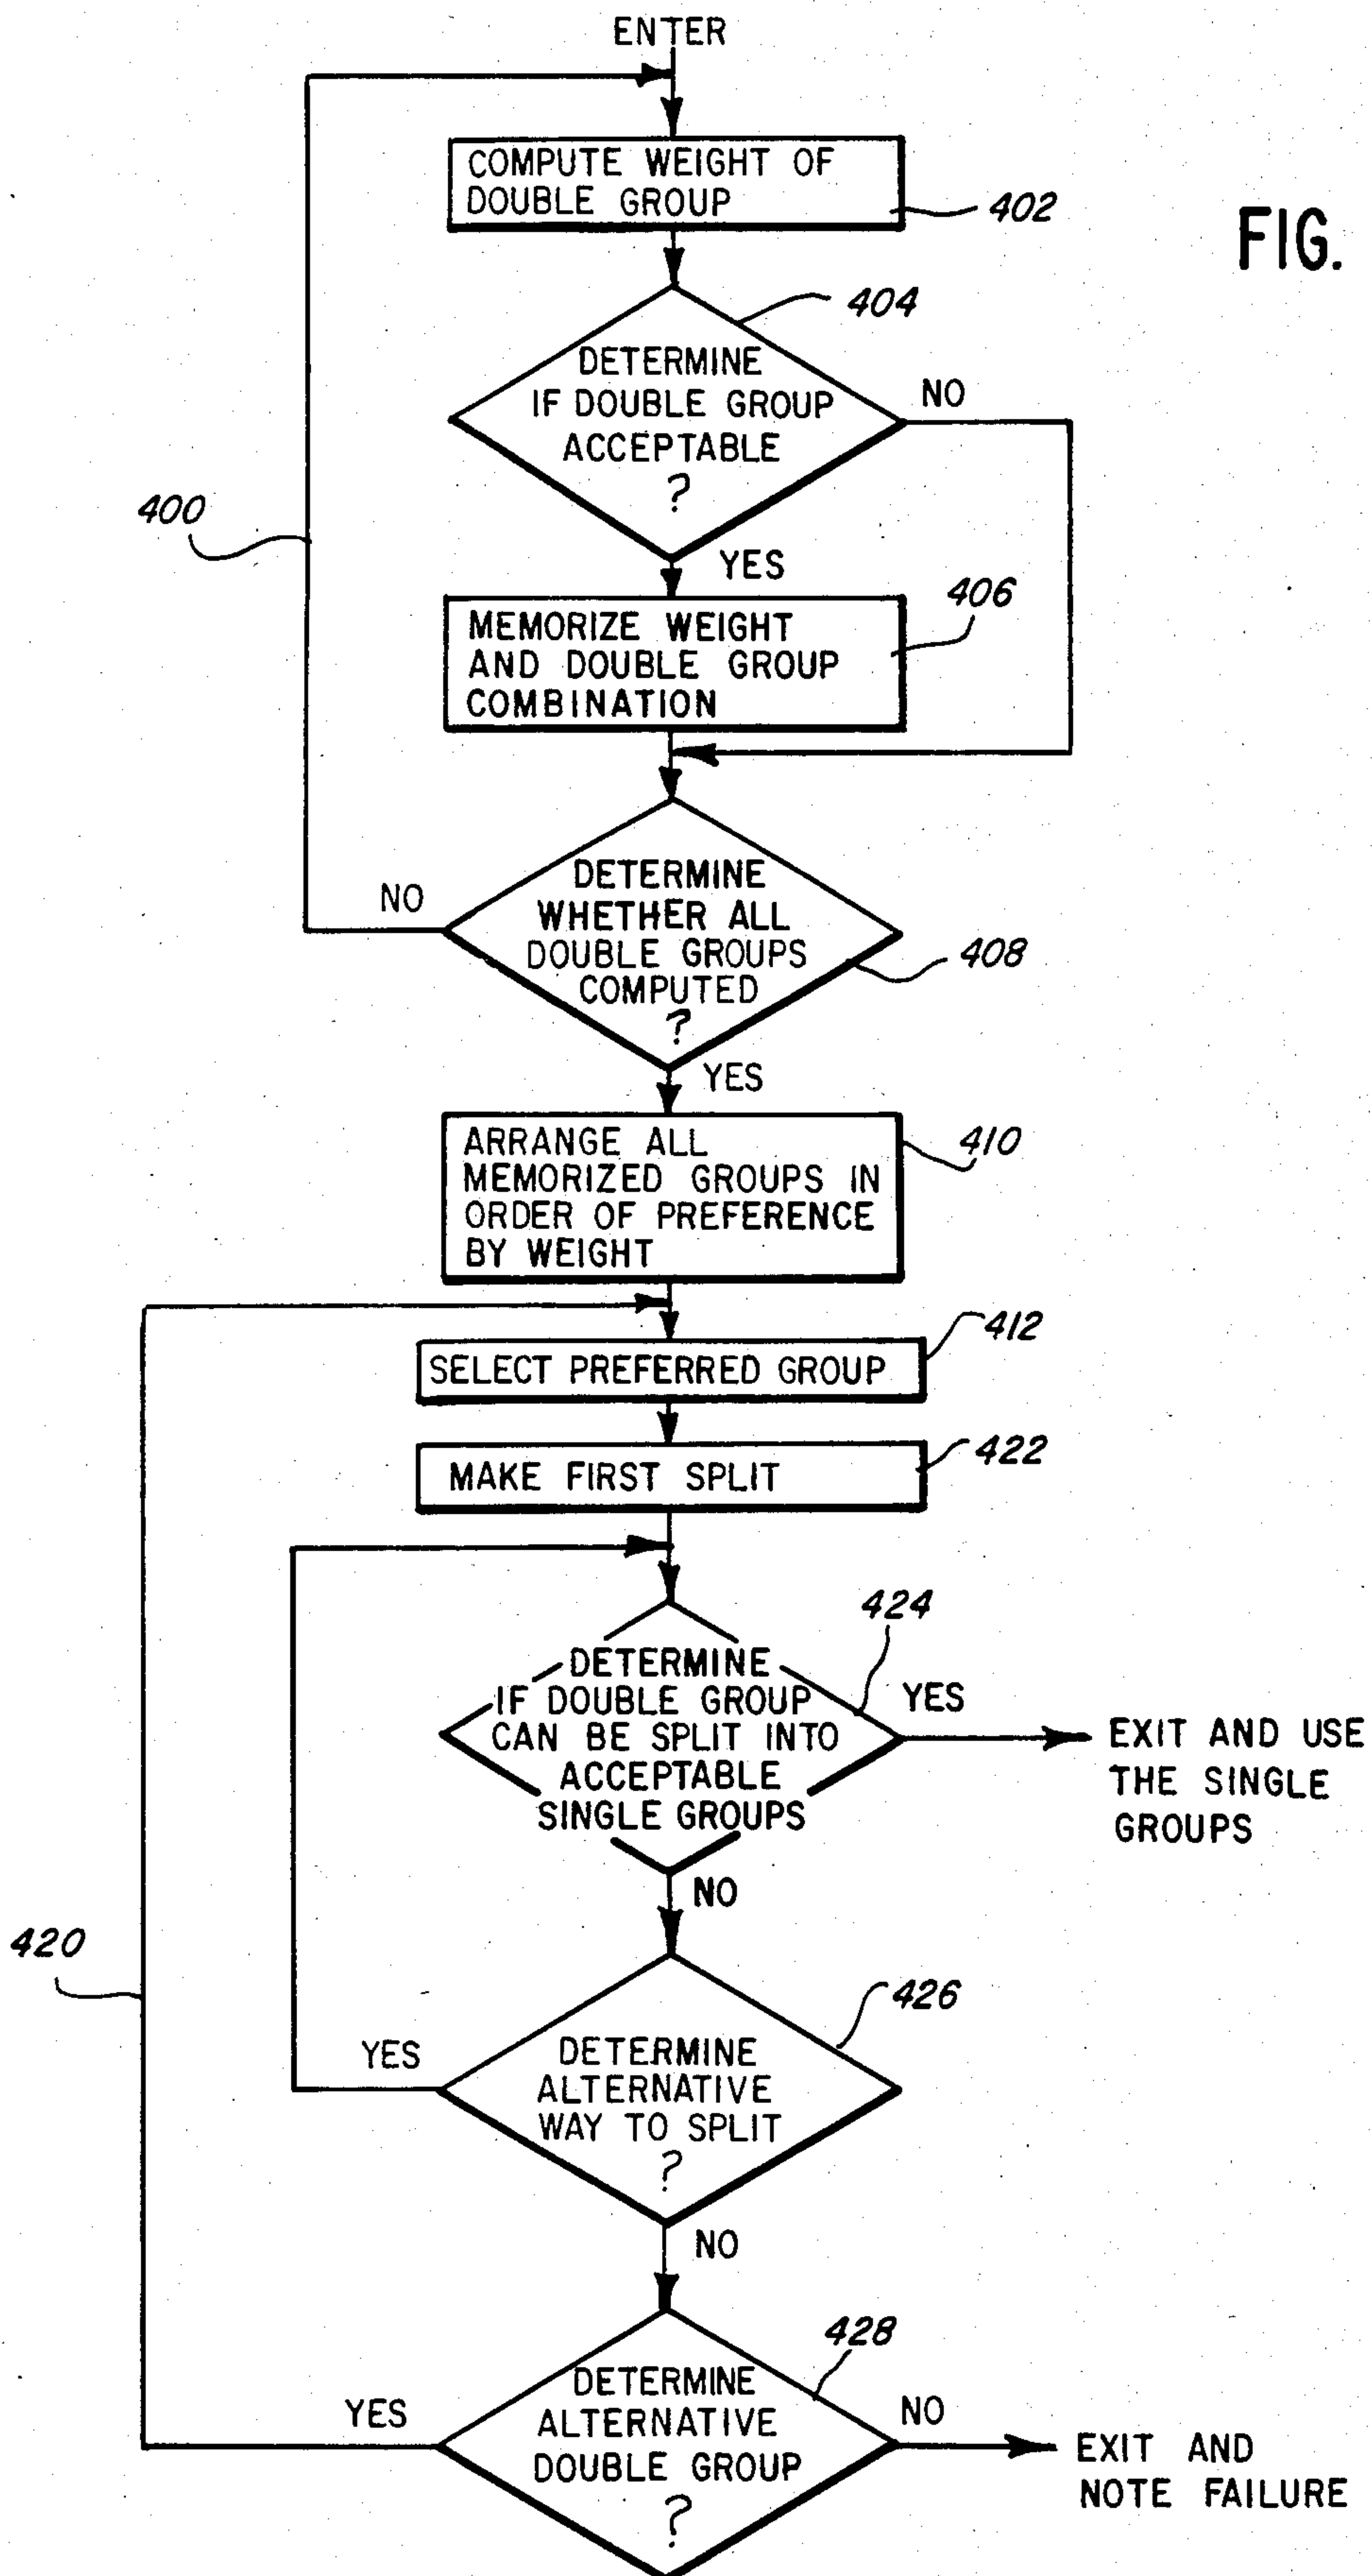 ENTER
COMPUTE WEIGHT OF
DOUBLE GROUP
402
FIG.
404
DETERMINE
IF DOUBLE GROUP
ACCEPTABLE
?
NO
400
YES
406
MEMORIZE WEIGHT
AND DOUBLE GROUP
COMBINATION
NO
DETERMINE
WHETHER ALL
DOUBLE GROUPS
COMPUTED
?
408
YES
ARRANGE ALL
MEMORIZED GROUPS IN
ORDER OF PREFERENCE
BY WEIGHT
410
412
SELECT PREFERRED GROUP
422
MAKE FIRST SPLIT
424
DETERMINE
IF DOUBLE GROUP
CAN BE SPLIT INTO
ACCEPTABLE
SINGLE GROUPS
YES
EXIT AND USE
THE SINGLE
GROUPS
NO
420
426
YES
DETERMINE
ALTERNATIVE
WAY TO SPLIT
?
NO
428
YES
DETERMINE
ALTERNATIVE
DOUBLE GROUP
?
NO
EXIT AND
NOTE FAILURE